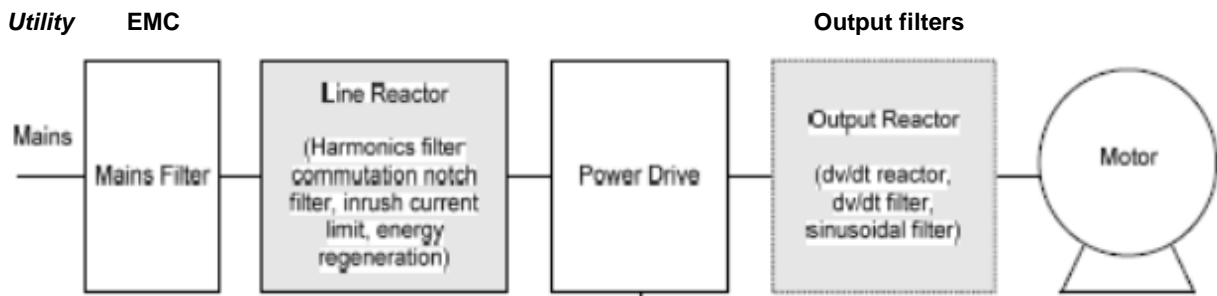 Utility EMC Output filters
Mains
Mains Filter
Line Reactor
(Harmonics filter
commutation notch
filter, inrush current
limit, energy
regeneration)
Power Drive
Output Reactor
(dv/dt reactor,
dv/dt filter,
sinusoidal filter)
Motor